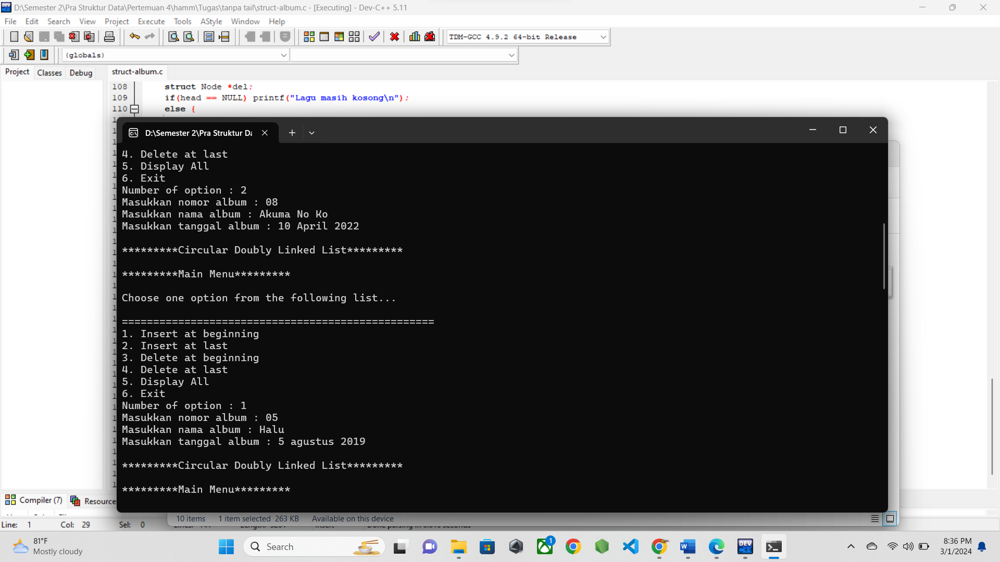 D:\Semester 2\Pra Struktur Data\Pertemuan 4\hamm\Tugas\tanpa tail\struct-album.c - [Executing] - Dev-C++ 5.11
File Edit Search View Project Execute Tools AStyle Window Help
TDM-GCC 4.9.2 64-bit Release
(globals)
Project Classes Debug struct-album.c
108 struct Node *del;
109 if(head == NULL) printf("Lagu masih kosong\n");
110 else {
D:\Semester 2\Pra Struktur Da
4. Delete at last
5. Display All
6. Exit
Number of option : 2
Masukkan nomor album : 08
Masukkan nama album : Akuma No Ko
Masukkan tanggal album : 10 April 2022
*********Circular Doubly Linked List*********
*********Main Menu*********
Choose one option from the following list...
==================================================
1. Insert at beginning
2. Insert at last
3. Delete at beginning
4. Delete at last
5. Display All
6. Exit
Number of option : 1
Masukkan nomor album : 05
Masukkan nama album : Halu
Masukkan tanggal album : 5 agustus 2019
*********Circular Doubly Linked List*********
*********Main Menu*********
Compiler (7) Resource
10 items 1 item selected 263 KB Available on this device
Line: 1 Col: 29 Sel: 0
81°F
Mostly cloudy
Search
1
DEV
8:36 PM
3/1/2024